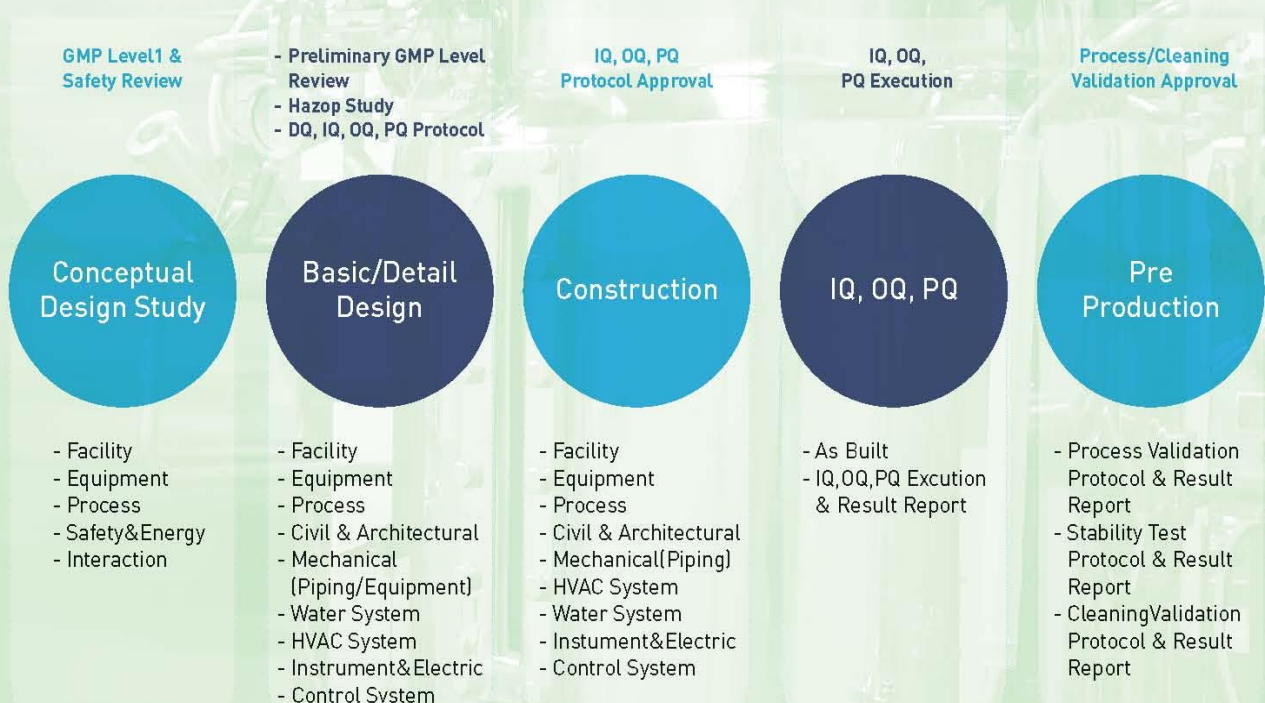 GMP Level1 &
Safety Review
- Preliminary GMP Level
Review
- Hazop Study
- DQ, IQ, OQ, PQ Protocol
IQ, OQ, PQ
Protocol Approval
IQ, OQ,
PQ Execution
Process/Cleaning
Validation Approval
Conceptual
Design Study
Basic/Detail
Design
Construction
IQ, OQ, PQ
Pre
Production
- Facility
- Equipment
- Process
- Safety&Energy
- Interaction
- Facility
- Equipment
- Process
- Civil & Architectural
- Mechanical
(Piping/Equipment)
- Water System
- HVAC System
- Instrument&Electric
- Control System
- Facility
- Equipment
- Process
- Civil & Architectural
- Mechanical(Piping)
- HVAC System
- Water System
- Instument&Electric
- Control System
- As Built
- IQ,OQ,PQ Excution
& Result Report
- Process Validation
Protocol & Result
Report
- Stability Test
Protocol & Result
Report
- CleaningValidation
Protocol & Result
Report